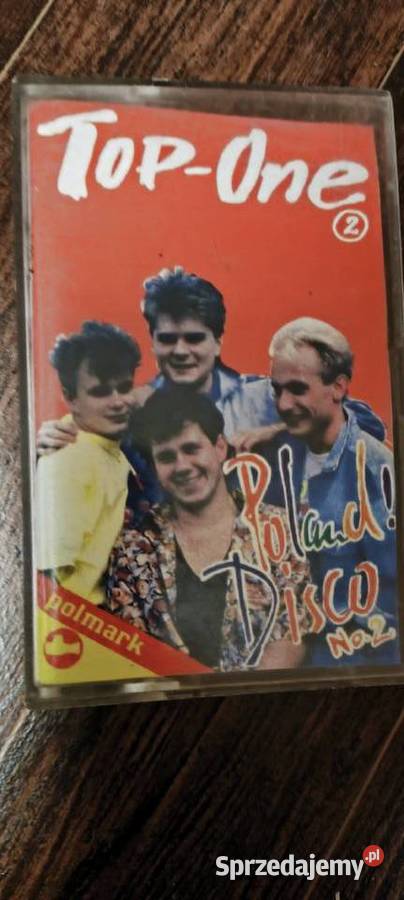 Top-One
2
Poland!
Disco
No.2
polmark
Sprzedajemy.pl